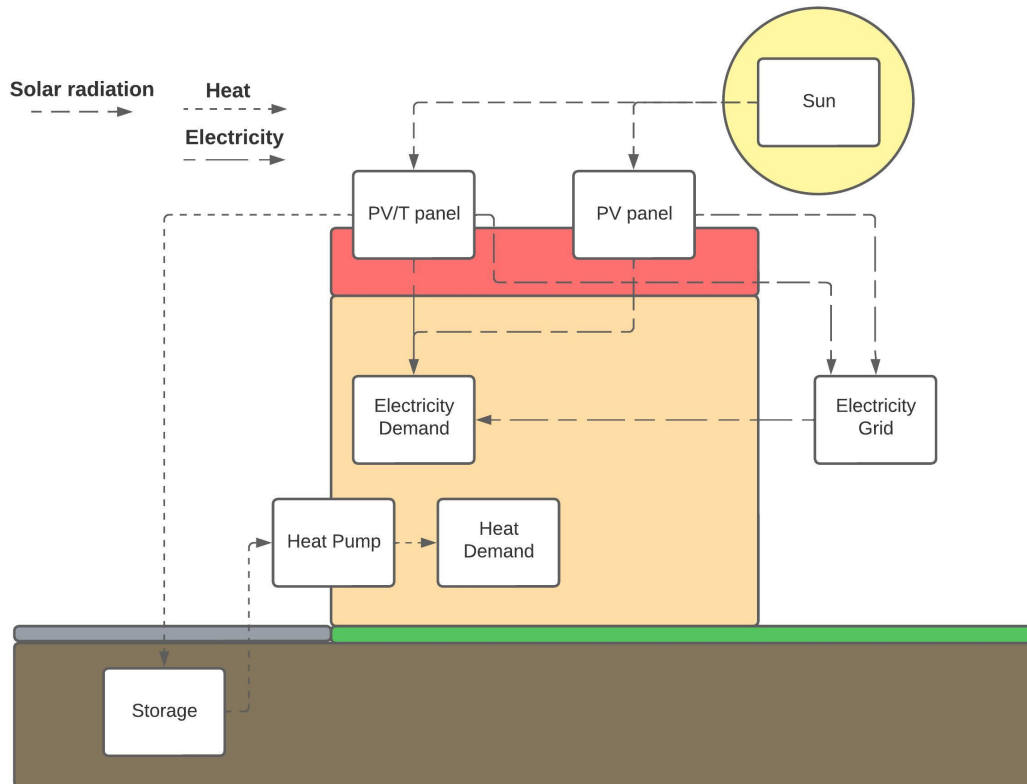 Solar radiation
Heat
Electricity
Sun
PV/T panel
PV panel
Electricity
Demand
Electricity
Grid
Heat Pump
Heat
Demand
Storage